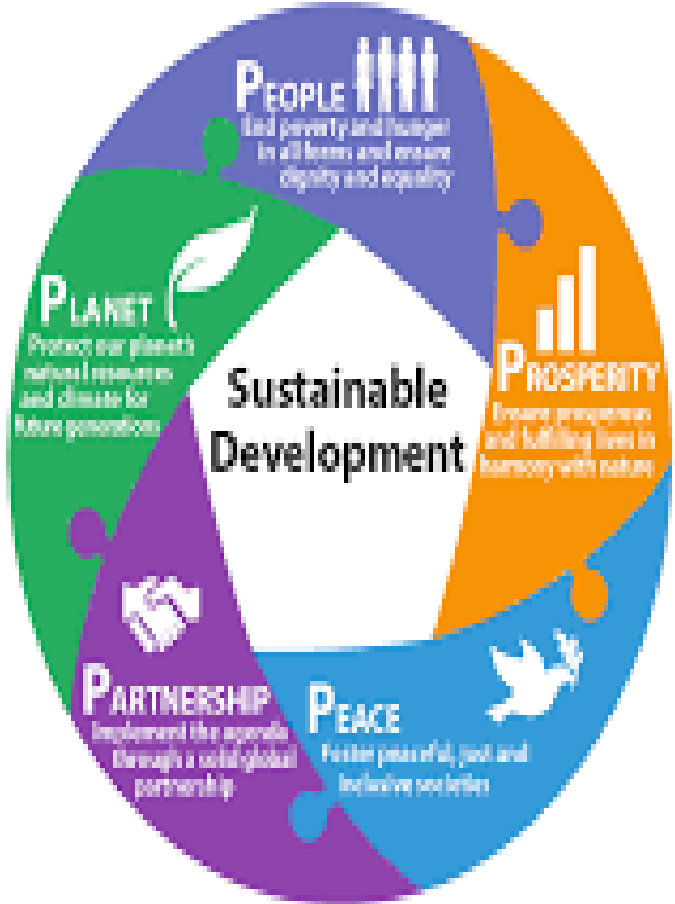 PEOPLE
End poverty and hunger
in all forms and ensure
dignity and equality
PROSPERITY
Ensure prosperous
and fulfilling lives in
harmony with nature
PEACE
Foster peaceful, just and
inclusive societies
PARTNERSHIP
Implement the agenda
through a solid global
partnership
PLANET
Protect our planet's
natural resources
and climate for
future generations
Sustainable
Development